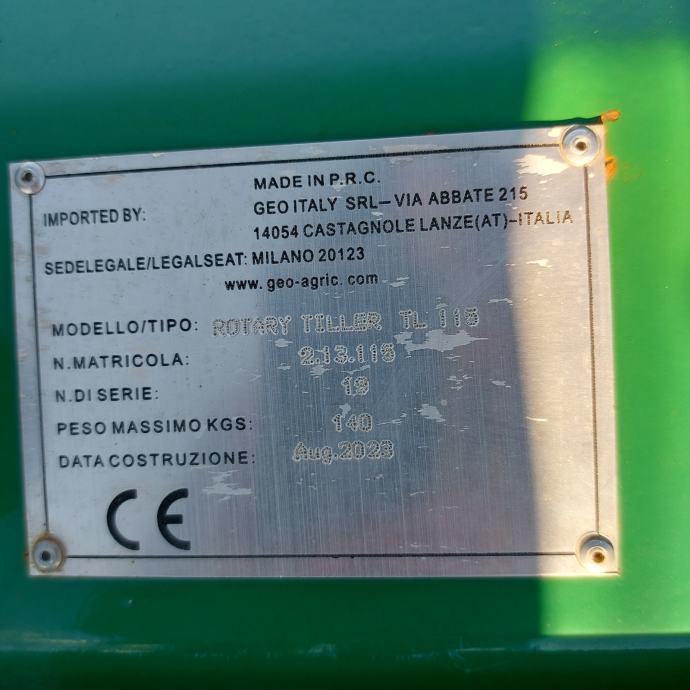 MADE IN P.R.C.
IMPORTED BY: GEO ITALY SRL-VIA ABBATE 215
14054 CASTAGNOLE LANZE(AT)-ITALIA
SEDELEGALE/LEGALSEAT: MILANO 20123
www.geo-agric.com
MODELLO/TIPO: ROTARY TILLER TL 115
N.MATRICOLA: 2.13.115
N.DI SERIE: 19
PESO MASSIMO KGS: 140
DATA COSTRUZIONE: Aug.2023
CE